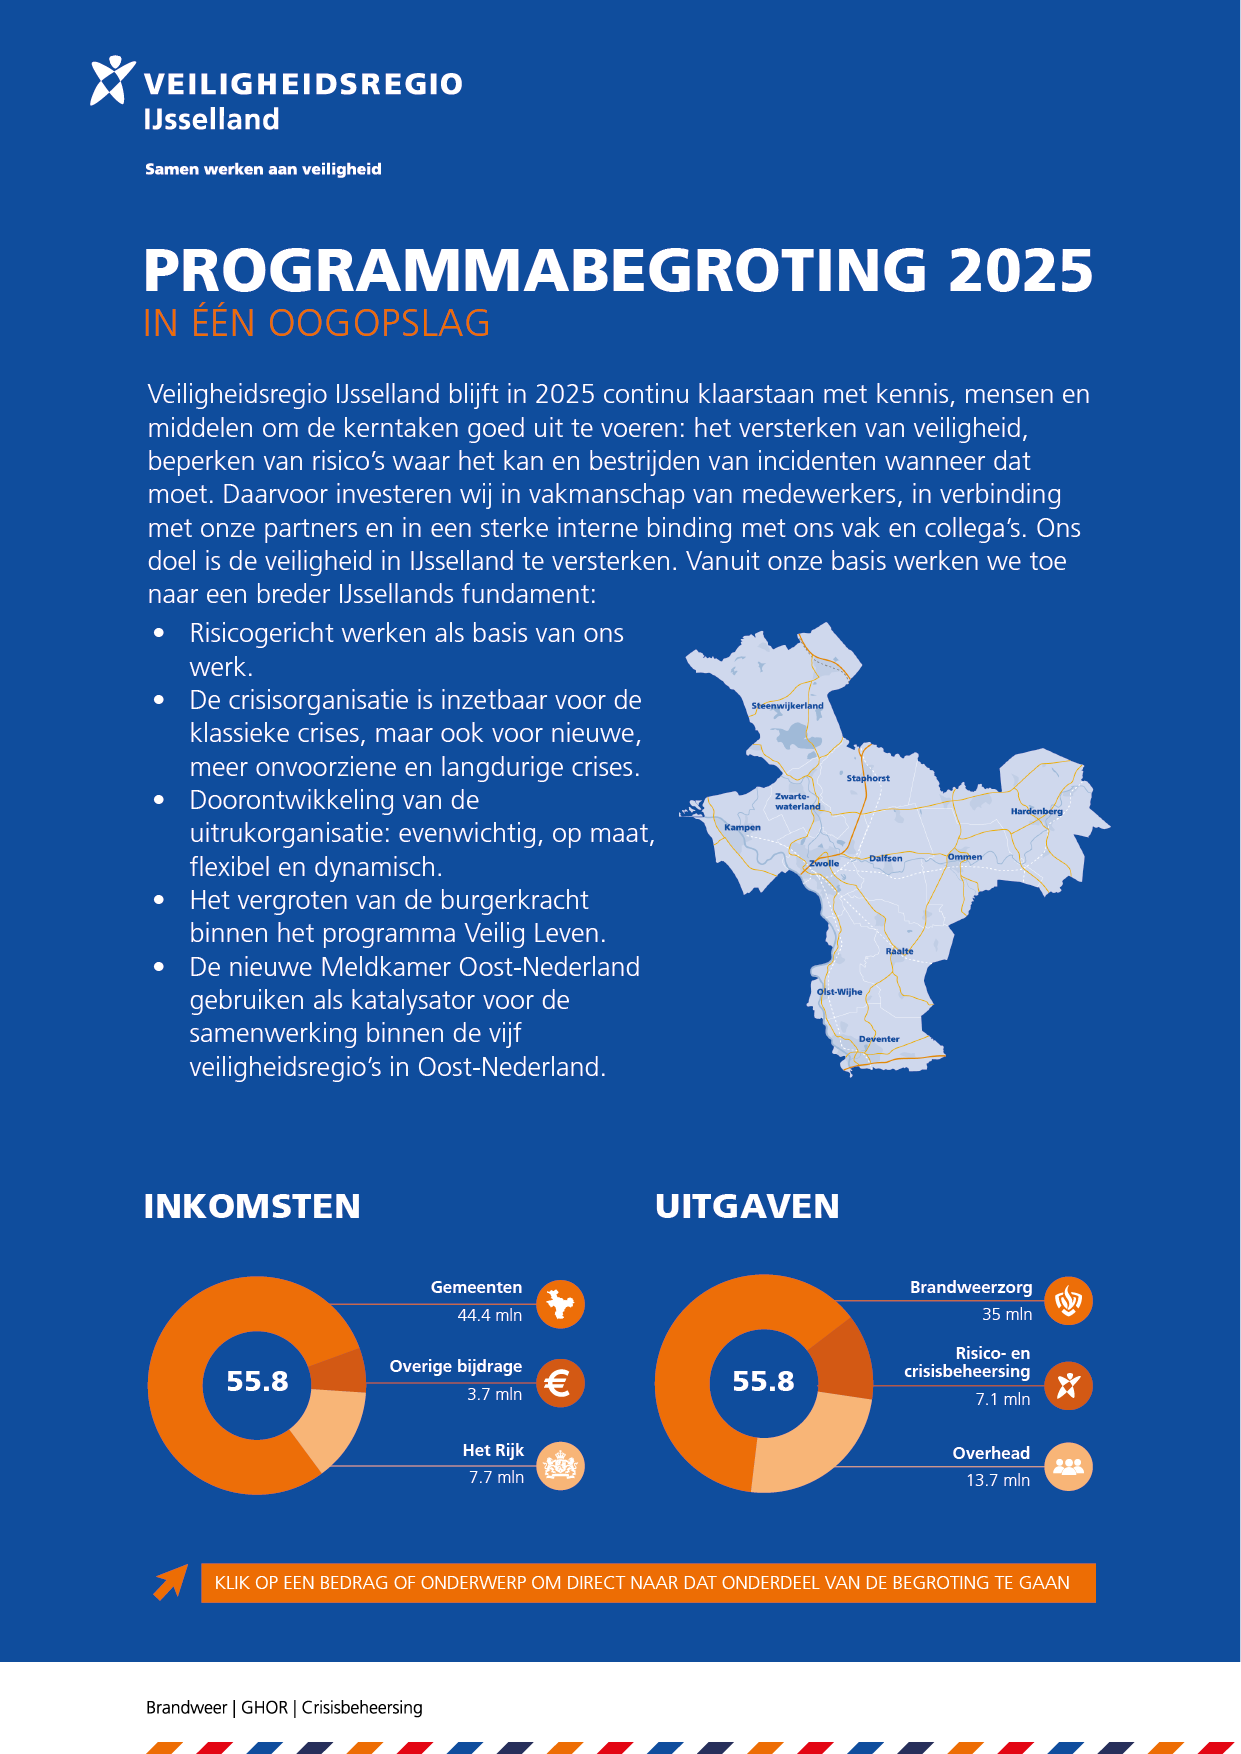 VEILIGHEIDSREGIO
IJsselland
Samen werken aan veiligheid
PROGRAMMABEGROTING 2025
IN ÉÉN OOGOPSLAG
Veiligheidsregio IJsselland blijft in 2025 continu klaarstaan met kennis, mensen en
middelen om de kerntaken goed uit te voeren: het versterken van veiligheid,
beperken van risico’s waar het kan en bestrijden van incidenten wanneer dat
moet. Daarvoor investeren wij in vakmanschap van medewerkers, in verbinding
met onze partners en in een sterke interne binding met ons vak en collega’s. Ons
doel is de veiligheid in IJsselland te versterken. Vanuit onze basis werken we toe
naar een breder IJssellands fundament:
• Risicogericht werken als basis van ons
werk.
• De crisisorganisatie is inzetbaar voor de
klassieke crises, maar ook voor nieuwe,
meer onvoorziene en langdurige crises.
• Doorontwikkeling van de
uitrukorganisatie: evenwichtig, op maat,
flexibel en dynamisch.
• Het vergroten van de burgerkracht
binnen het programma Veilig Leven.
• De nieuwe Meldkamer Oost-Nederland
gebruiken als katalysator voor de
samenwerking binnen de vijf
veiligheidsregio’s in Oost-Nederland.
Steenwijkerland
Staphorst
Zwarte-
waterland
Hardenberg
Kampen
Zwolle
Dalfsen
Ommen
Raalte
Olst-Wijhe
Deventer
INKOMSTEN
Gemeenten
44.4 mln
Overige bijdrage
3.7 mln
55.8
Het Rijk
7.7 mln
UITGAVEN
Brandweerzorg
35 mln
Risico- en
crisisbeheersing
7.1 mln
55.8
Overhead
13.7 mln
KLIK OP EEN BEDRAG OF ONDERWERP OM DIRECT NAAR DAT ONDERDEEL VAN DE BEGROTING TE GAAN
Brandweer | GHOR | Crisisbeheersing